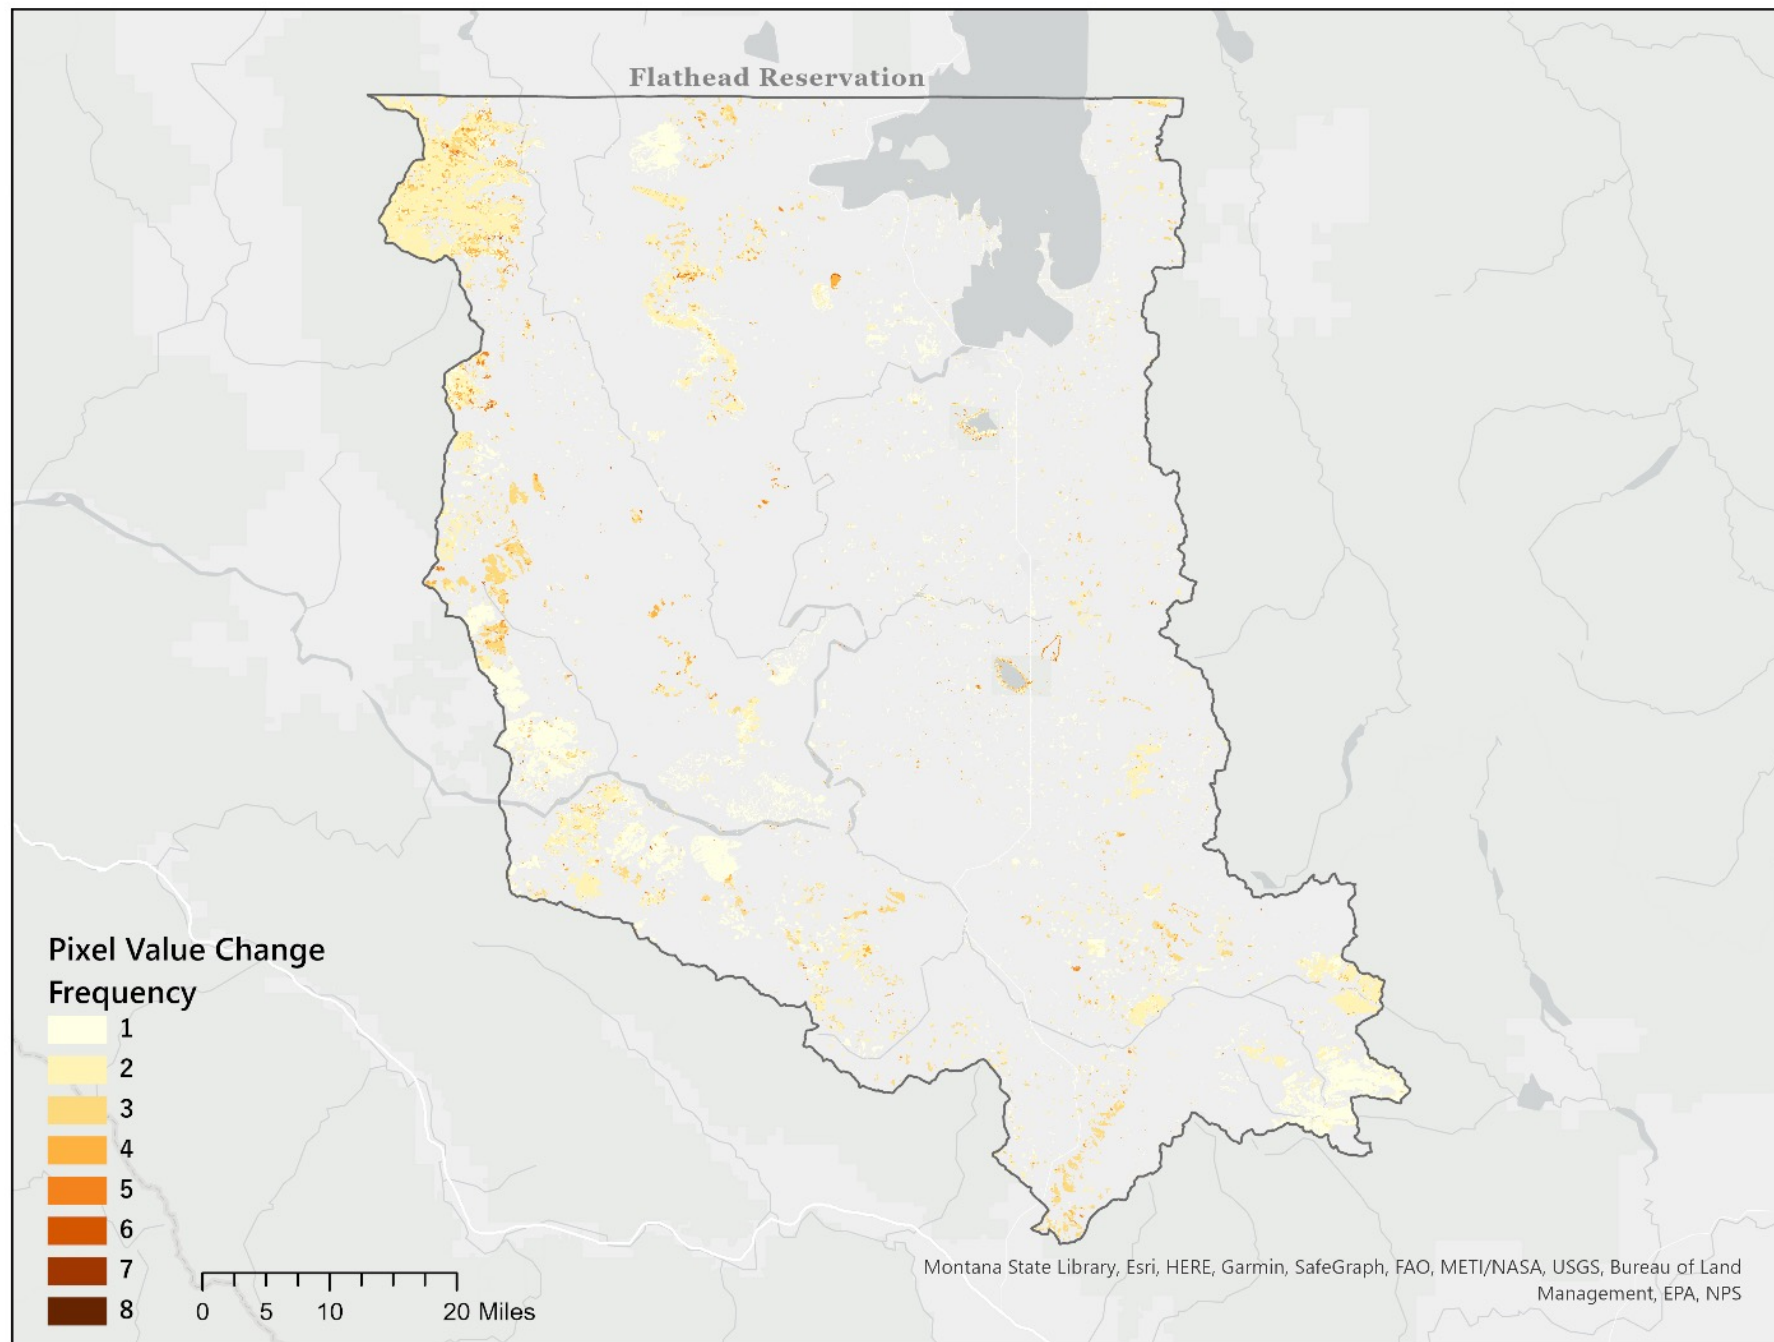 Flathead Reservation
Pixel Value Change
Frequency
1
2
3
4
5
6
7
8
0 5 10 20 Miles
Montana State Library, Esri, HERE, Garmin, SafeGraph, FAO, METI/NASA, USGS, Bureau of Land
Management, EPA, NPS